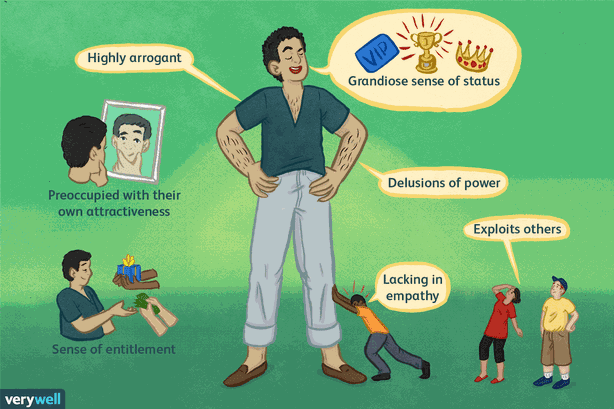 Highly arrogant
VIP
Grandiose sense of status
Preoccupied with their
own attractiveness
Delusions of power
Exploits others
Lacking in
empathy
Sense of entitlement
verywell